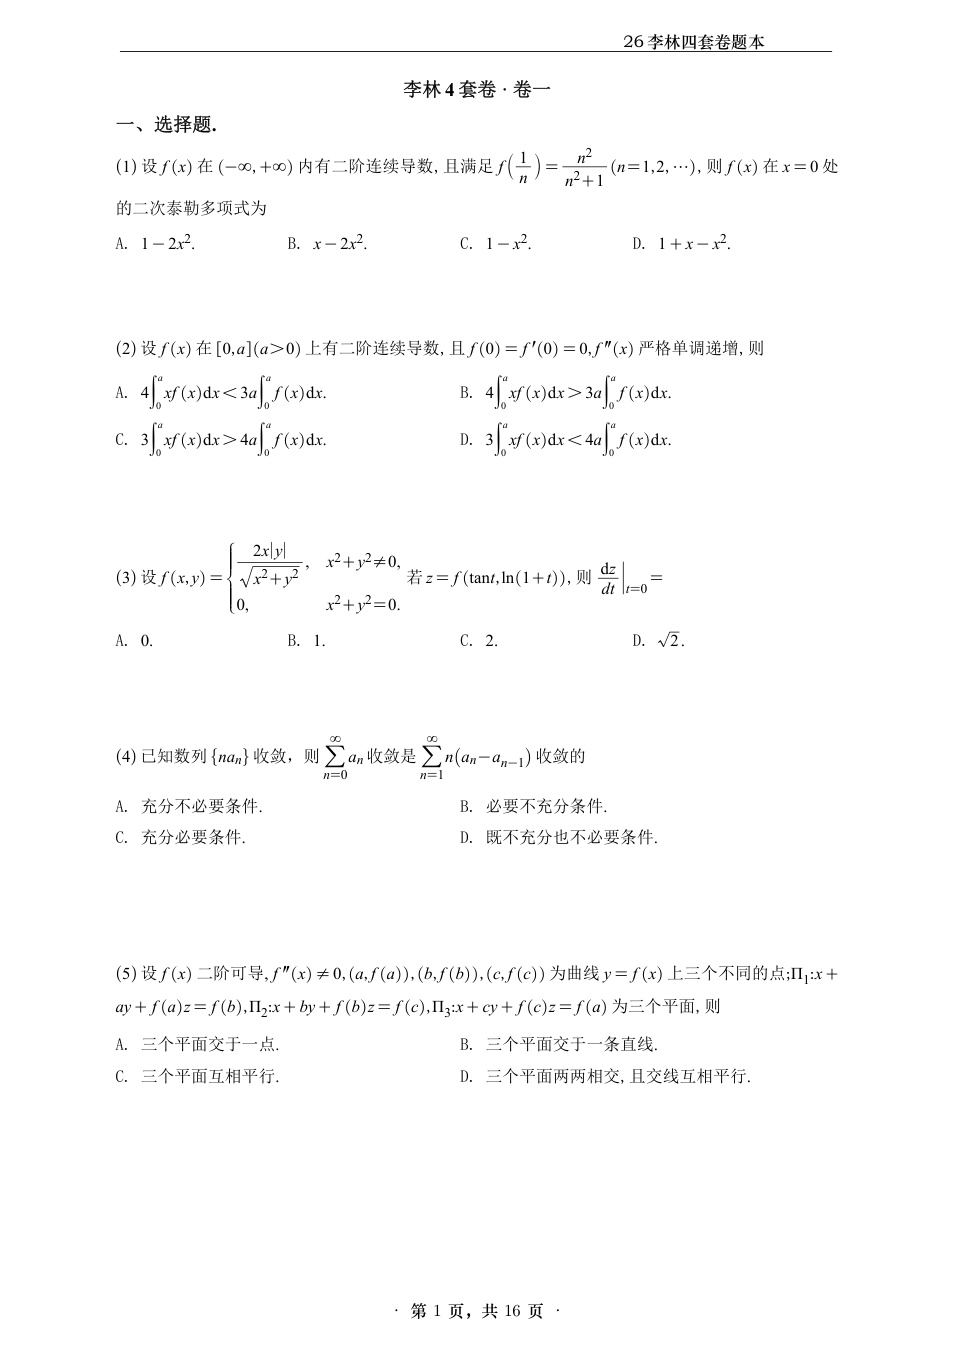 26李林四套卷题本
李林 4 套卷 · 卷一
一、选择题.
(1) 设 f(x) 在 (−∞,+∞) 内有二阶连续导数, 且满足 f(1/n) = n²/(n²+1) (n=1,2,⋯), 则 f(x) 在 x=0 处
的二次泰勒多项式为
A. 1−2x². B. x−2x². C. 1−x². D. 1+x−x².
(2) 设 f(x) 在 [0,a](a>0) 上有二阶连续导数, 且 f(0)=f′(0)=0, f″(x) 严格单调递增, 则
A. 4∫₀ᵃ xf(x)dx < 3a∫₀ᵃ f(x)dx. B. 4∫₀ᵃ xf(x)dx > 3a∫₀ᵃ f(x)dx.
C. 3∫₀ᵃ xf(x)dx > 4a∫₀ᵃ f(x)dx. D. 3∫₀ᵃ xf(x)dx < 4a∫₀ᵃ f(x)dx.
(3) 设 f(x,y) = { 2x|y|/√(x²+y²), x²+y²≠0, 0, x²+y²=0. 若 z=f(tant,ln(1+t)), 则 dz/dt|t=0 =
A. 0. B. 1. C. 2. D. √2.
(4) 已知数列 {naₙ} 收敛，则 ∑_{n=0}^{∞} aₙ 收敛是 ∑_{n=1}^{∞} n(aₙ−aₙ₋₁) 收敛的
A. 充分不必要条件. B. 必要不充分条件.
C. 充分必要条件. D. 既不充分也不必要条件.
(5) 设 f(x) 二阶可导, f″(x)≠0, (a,f(a)),(b,f(b)),(c,f(c)) 为曲线 y=f(x) 上三个不同的点;Π₁:x+
ay+f(a)z=f(b),Π₂:x+by+f(b)z=f(c),Π₃:x+cy+f(c)z=f(a) 为三个平面, 则
A. 三个平面交于一点. B. 三个平面交于一条直线.
C. 三个平面互相平行. D. 三个平面两两相交, 且交线互相平行.
· 第 1 页，共 16 页 ·